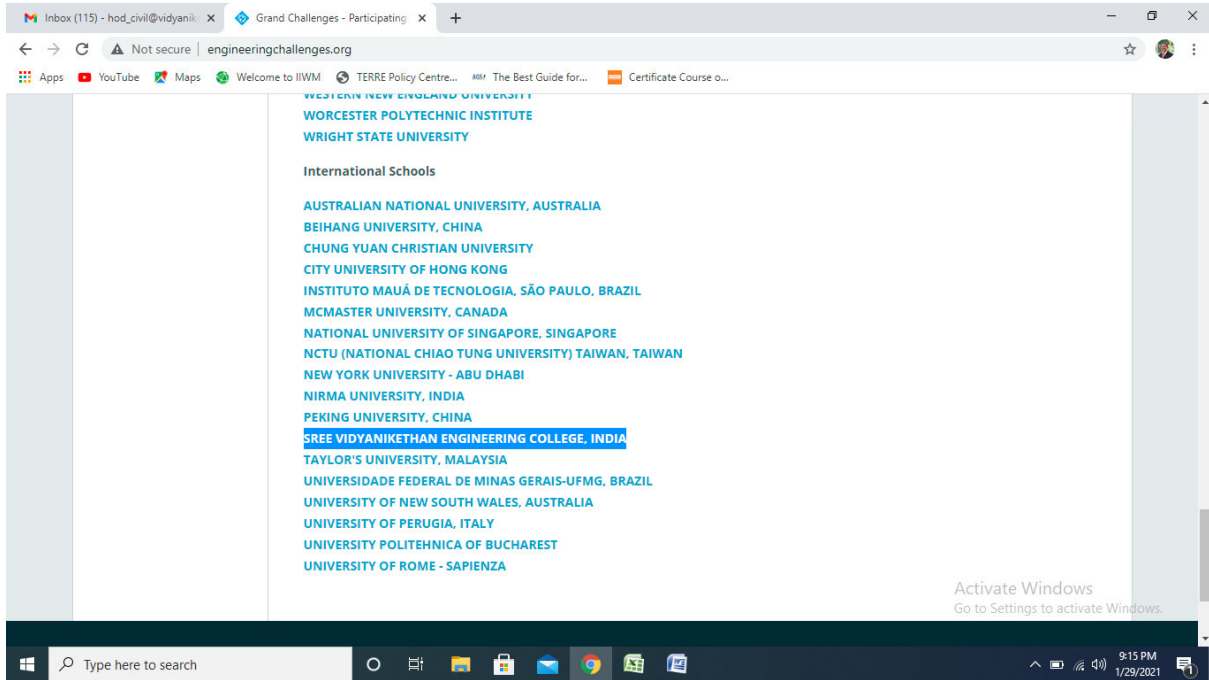 Inbox (115) - hod_civil@vidyanik
Grand Challenges - Participating
Not secure | engineeringchallenges.org
Apps YouTube Maps Welcome to IIWM TERRE Policy Centre... The Best Guide for... Certificate Course o...
WESTERN NEW ENGLAND UNIVERSITY
WORCESTER POLYTECHNIC INSTITUTE
WRIGHT STATE UNIVERSITY
International Schools
AUSTRALIAN NATIONAL UNIVERSITY, AUSTRALIA
BEIHANG UNIVERSITY, CHINA
CHUNG YUAN CHRISTIAN UNIVERSITY
CITY UNIVERSITY OF HONG KONG
INSTITUTO MAUÁ DE TECNOLOGIA, SÃO PAULO, BRAZIL
MCMASTER UNIVERSITY, CANADA
NATIONAL UNIVERSITY OF SINGAPORE, SINGAPORE
NCTU (NATIONAL CHIAO TUNG UNIVERSITY) TAIWAN, TAIWAN
NEW YORK UNIVERSITY - ABU DHABI
NIRMA UNIVERSITY, INDIA
PEKING UNIVERSITY, CHINA
SREE VIDYANIKETHAN ENGINEERING COLLEGE, INDIA
TAYLOR'S UNIVERSITY, MALAYSIA
UNIVERSIDADE FEDERAL DE MINAS GERAIS-UFMG, BRAZIL
UNIVERSITY OF NEW SOUTH WALES, AUSTRALIA
UNIVERSITY OF PERUGIA, ITALY
UNIVERSITY POLITEHNICA OF BUCHAREST
UNIVERSITY OF ROME - SAPIENZA
Activate Windows
Go to Settings to activate Windows.
Type here to search
9:15 PM
1/29/2021